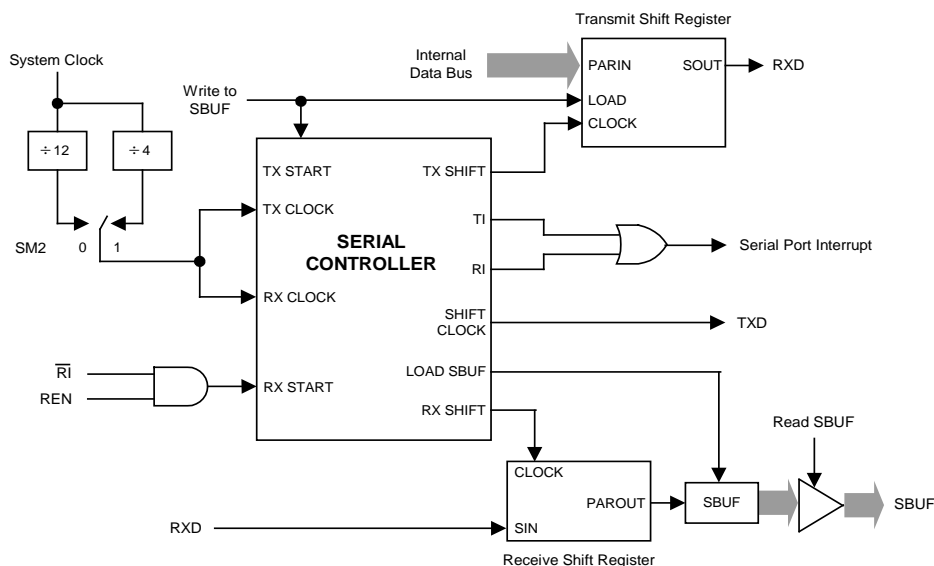 Transmit Shift Register
System Clock
Internal
Data Bus
PARIN
SOUT
RXD
Write to
SBUF
LOAD
CLOCK
÷12
÷4
TX START
TX SHIFT
TX CLOCK
TI
SERIAL
CONTROLLER
Serial Port Interrupt
SM2
0
1
RI
RX CLOCK
SHIFT
CLOCK
TXD
R̅I̅
REN
RX START
LOAD SBUF
RX SHIFT
Read SBUF
CLOCK
PAROUT
SBUF
SBUF
RXD
SIN
Receive Shift Register